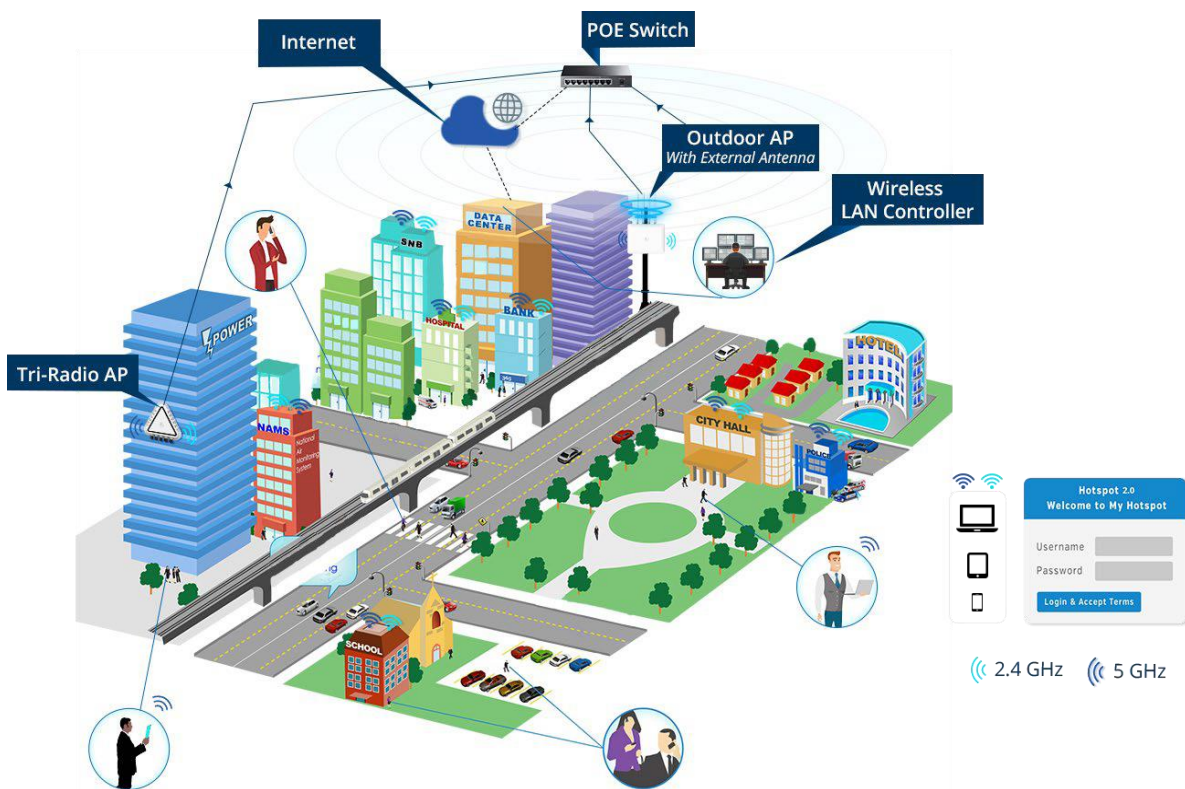 POE Switch
Internet
Outdoor AP
With External Antenna
Wireless
LAN Controller
DATA
CENTER
SNB
HOSPITAL
BANK
POWER
HOTEL
Tri-Radio AP
CITY HALL
NAMS
National
Air
Monitoring
System
POLICE
Hotspot 2.0
Welcome to My Hotspot
Username
Password
Login & Accept Terms
SCHOOL
2.4 GHz
5 GHz